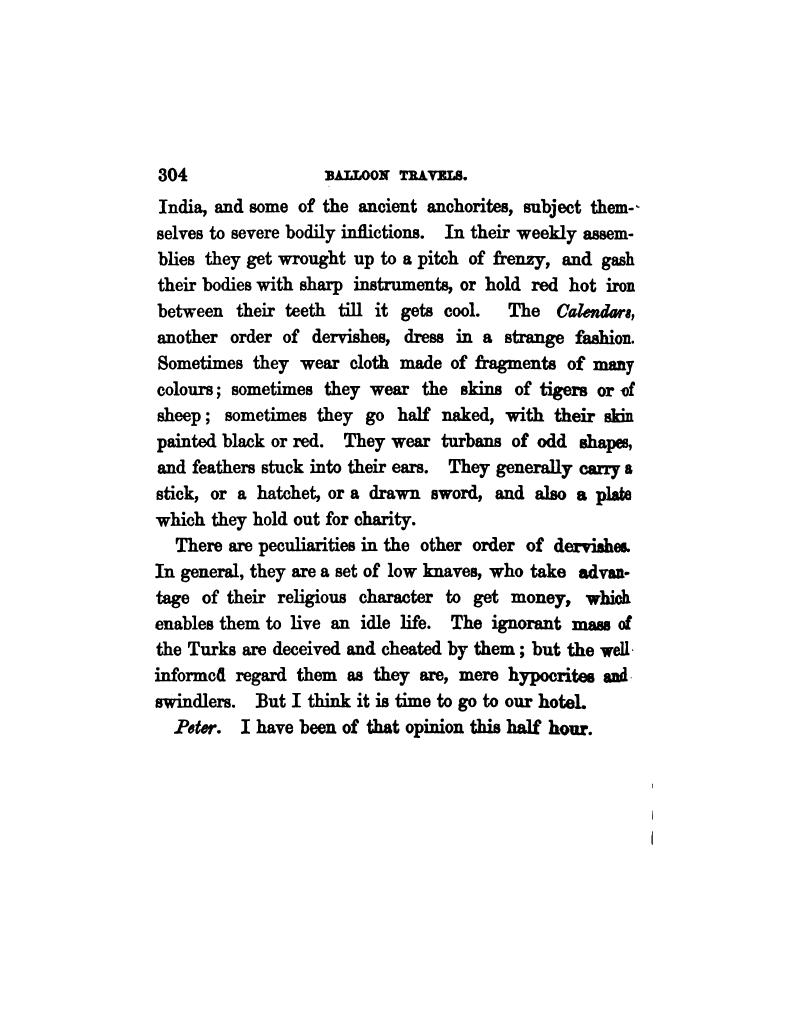 304 BALLOON TRAVELS.
India, and some of the ancient anchorites, subject them-
selves to severe bodily inflictions. In their weekly assem-
blies they get wrought up to a pitch of frenzy, and gash
their bodies with sharp instruments, or hold red hot iron
between their teeth till it gets cool. The Calendars,
another order of dervishes, dress in a strange fashion.
Sometimes they wear cloth made of fragments of many
colours; sometimes they wear the skins of tigers or of
sheep; sometimes they go half naked, with their skin
painted black or red. They wear turbans of odd shapes,
and feathers stuck into their ears. They generally carry a
stick, or a hatchet, or a drawn sword, and also a plate
which they hold out for charity.
There are peculiarities in the other order of dervishes.
In general, they are a set of low knaves, who take advan-
tage of their religious character to get money, which
enables them to live an idle life. The ignorant mass of
the Turks are deceived and cheated by them; but the well
informed regard them as they are, mere hypocrites and
swindlers. But I think it is time to go to our hotel.
Peter. I have been of that opinion this half hour.